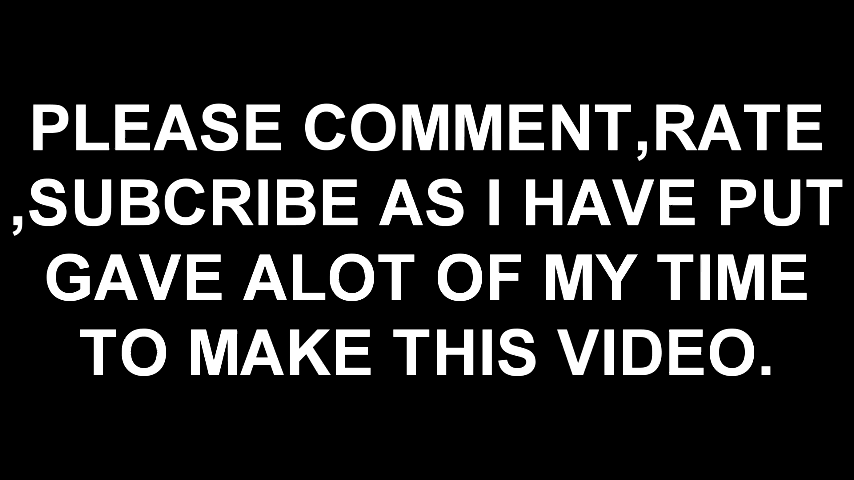 PLEASE COMMENT,RATE
,SUBCRIBE AS I HAVE PUT
GAVE ALOT OF MY TIME
TO MAKE THIS VIDEO.